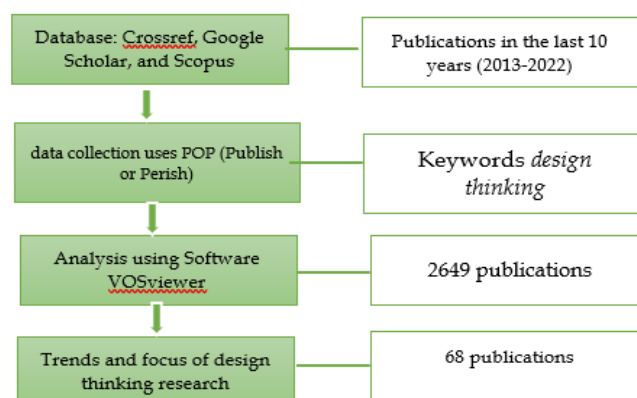 Database: Crossref, Google
Scholar, and Scopus
Publications in the last 10
years (2013-2022)
data collection uses POP (Publish
or Perish)
Keywords design
thinking
Analysis using Software
VOSviewer
2649 publications
Trends and focus of design
thinking research
68 publications